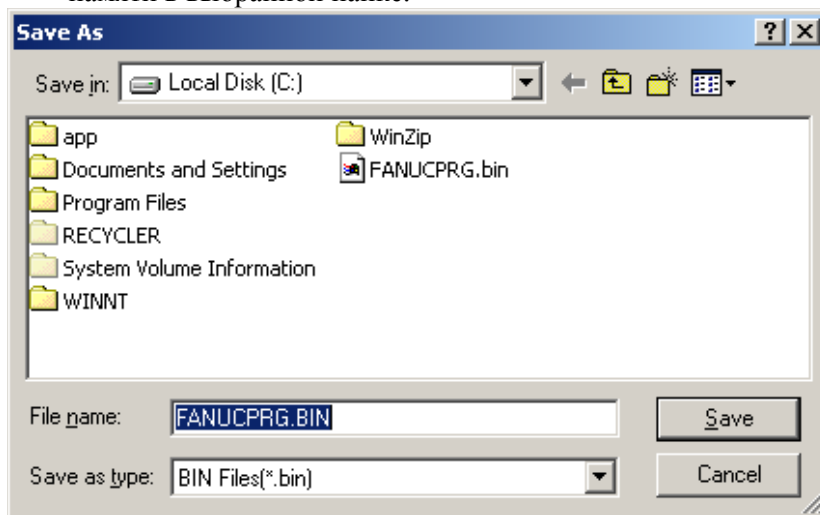 Save As
Save in: Local Disk (C:)
app
Documents and Settings
Program Files
RECYCLER
System Volume Information
WINNT
WinZip
FANUCPRG.bin
File name: FANUCPRG.BIN Save
Save as type: BIN Files(*.bin) Cancel